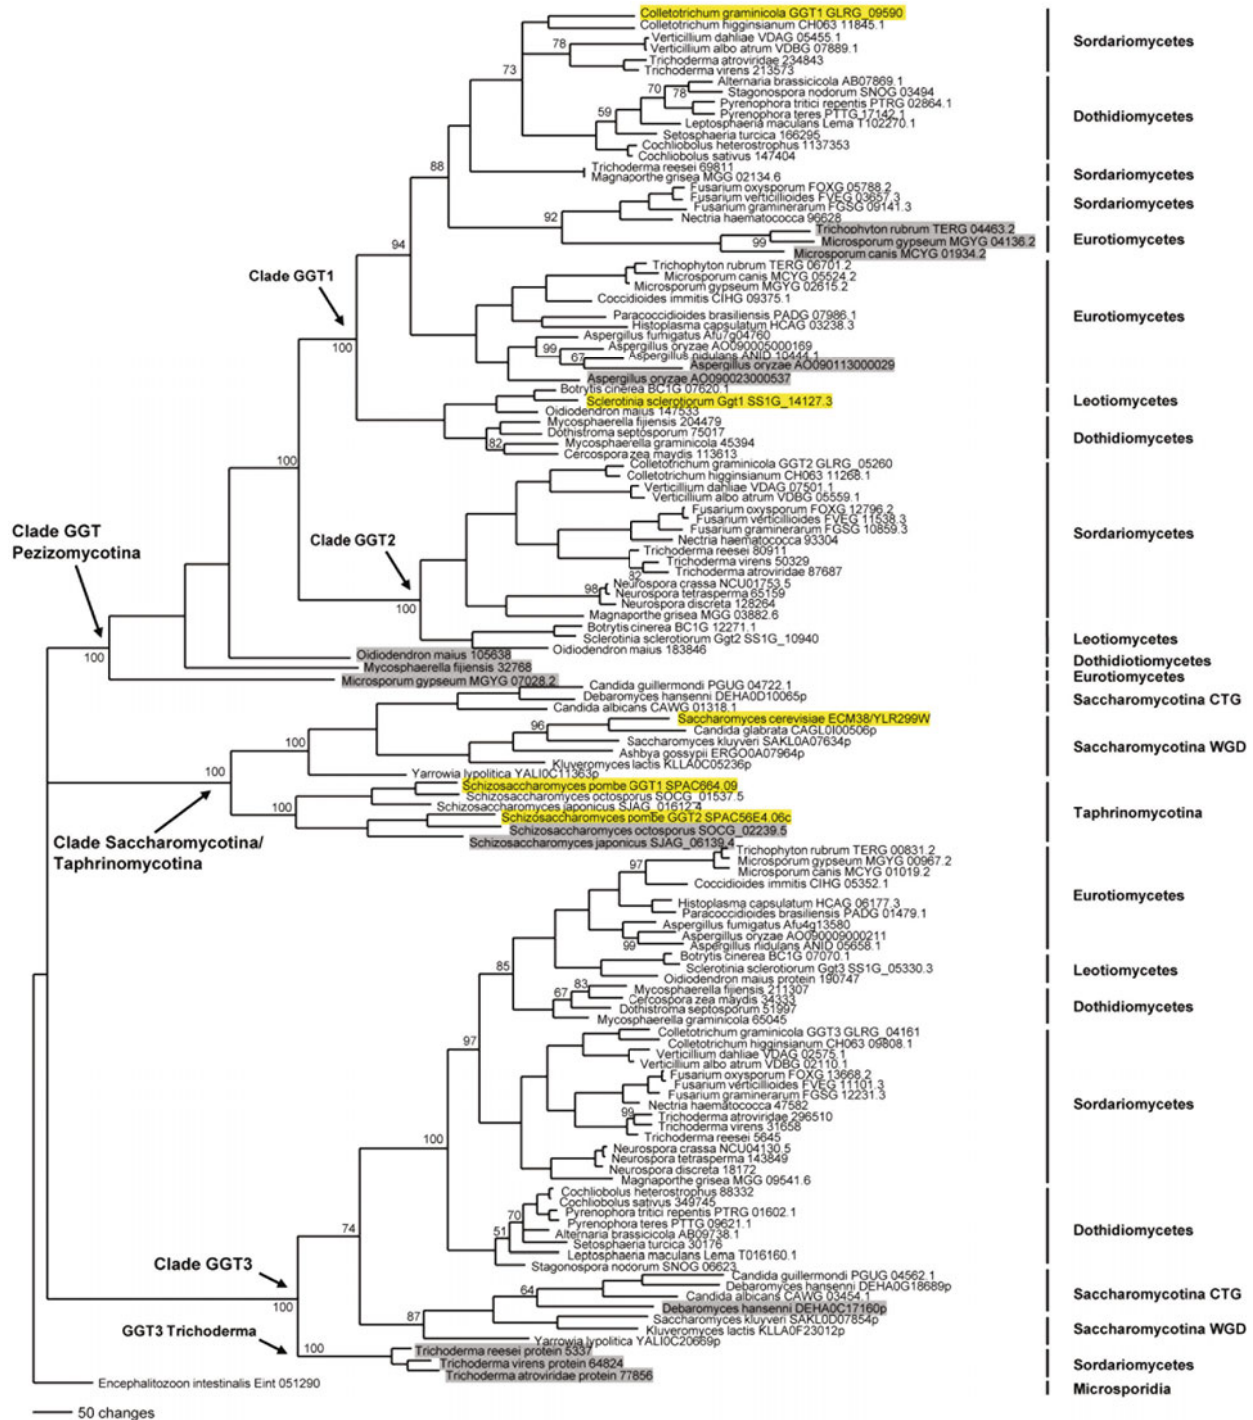 Colletotrichum graminicola GGT1 GLRG_09590
Colletotrichum higginsianum CH063 11845.1
78
Verticillium dahliae VDAG 05455.1
Verticillium albo atrum VDBG 07889.1
Sordariomycetes
Trichoderma atroviridae 234843
Trichoderma virens 213573
73
Alternaria brassicicola AB07869.1
70
78
Stagonospora nodorum SNOG 03494
Pyrenophora tritici repentis PTRG 02864.1
59
Pyrenophora teres PTTG 17142.1
Dothidiomycetes
Leptosphaeria maculans Lema T102270.1
Setosphaeria turcica 166295
Cochliobolus heterostrophus 1137353
Cochliobolus sativus 147404
88
Trichoderma reesei 69811
Magnaporthe grisea MGG 02134.6
Sordariomycetes
Fusarium oxysporum FOXG 05788.2
Fusarium verticillioides FVEG 03657.3
Fusarium graminerarum FGSG 09141.3
Sordariomycetes
92
Nectria haematococca 96628
Trichophyton rubrum TERG 04463.2
99
Microsporum gypseum MGYG 04136.2
Eurotiomycetes
94
Microsporum canis MCYG 01934.2
Trichophyton rubrum TERG 06701.2
Clade GGT1
Microsporum canis MCYG 05524.2
Microsporum gypseum MGYG 02615.2
Coccidioides immitis CIHG 09375.1
Paracoccidioides brasiliensis PADG 07986.1
Eurotiomycetes
Histoplasma capsulatum HCAG 03238.3
Aspergillus fumigatus Afu7g04760
100
99
Aspergillus oryzae AO090005000169
67
Aspergillus nidulans ANID 10444.1
Aspergillus oryzae AO090113000029
Aspergillus oryzae AO090023000537
Botrytis cinerea BC1G 07620.1
Sclerotinia sclerotiorum Ggt1 SS1G_14127.3
Leotiomycetes
Oidiodendron maius 147533
Mycosphaerella fijiensis 204479
Dothistroma septosporum 75017
Dothidiomycetes
82
Mycosphaerella graminicola 45394
Cercospora zea maydis 113613
100
Colletotrichum graminicola GGT2 GLRG_05260
Colletotrichum higginsianum CH063 11268.1
Verticillium dahliae VDAG 07501.1
Verticillium albo atrum VDBG 05559.1
Fusarium oxysporum FOXG 12796.2
Fusarium verticillioides FVEG 11538.3
Clade GGT
Pezizomycotina
Fusarium graminerarum FGSG 10859.3
Sordariomycetes
Clade GGT2
Nectria haematococca 93304
Trichoderma reesei 80911
Trichoderma virens 50329
82
Trichoderma atroviridae 87687
98
Neurospora crassa NCU01753.5
Neurospora tetrasperma 65159
100
Neurospora discreta 128264
Magnaporthe grisea MGG 03882.6
Botrytis cinerea BC1G 12271.1
Sclerotinia sclerotiorum Ggt2 SS1G_10940
Leotiomycetes
Oidiodendron maius 183846
100
Oidiodendron maius 105638
Dothidiotiomycetes
Mycosphaerella fijiensis 32768
Eurotiomycetes
Microsporum gypseum MGYG 07028.2
Candida guillermondi PGUG 04722.1
Debaromyces hansenni DEHA0D10065p
Saccharomycotina CTG
Candida albicans CAWG 01318.1
Saccharomyces cerevisiae ECM38/YLR299W
96
Candida glabrata CAGL0I00506p
100
Saccharomyces kluyveri SAKL0A07634p
Saccharomycotina WGD
Ashbya gossypii ERGO0A07964p
Kluveromyces lactis KLLA0C05236p
100
Yarrowia lypolitica YALI0C11363p
Schizosaccharomyces pombe GGT1 SPAC664.09
Schizosaccharomyces octosporus SOCG_01537.5
100
Schizosaccharomyces japonicus SJAG_01612.4
Taphrinomycotina
Schizosaccharomyces pombe GGT2 SPAC56E4.06c
Schizosaccharomyces octosporus SOCG_02239.5
Schizosaccharomyces japonicus SJAG_06139.4
Clade Saccharomycotina/
Taphrinomycotina
Trichophyton rubrum TERG 00831.2
97
Microsporum gypseum MGYG 00967.2
Microsporum canis MCYG 01019.2
Coccidioides immitis CIHG 05352.1
Eurotiomycetes
Histoplasma capsulatum HCAG 06177.3
Paracoccidioides brasiliensis PADG 01479.1
Aspergillus fumigatus Afu4g13580
Aspergillus oryzae AO090009000211
99
Aspergillus nidulans ANID 05658.1
Botrytis cinerea BC1G 07070.1
85
Sclerotinia sclerotiorum Ggt3 SS1G_05330.3
Leotiomycetes
Oidiodendron maius protein 190747
83
Mycosphaerella fijiensis 211307
67
Cercospora zea maydis 34333
Dothistroma septosporum 51997
Dothidiomycetes
Mycosphaerella graminicola 65045
Colletotrichum graminicola GGT3 GLRG_04161
97
Colletotrichum higginsianum CH063 09808.1
Verticillium dahliae VDAG 02575.1
Verticillium albo atrum VDBG 02110.1
Fusarium oxysporum FOXG 13668.2
Fusarium verticillioides FVEG 11101.3
Fusarium graminerarum FGSG 12231.3
Nectria haematococca 47582
Sordariomycetes
99
Trichoderma atroviridae 296510
Trichoderma virens 31658
100
Trichoderma reesei 5645
Neurospora crassa NCU04130.5
Neurospora tetrasperma 143849
Neurospora discreta 18172
Magnaporthe grisea MGG 09541.6
Cochliobolus heterostrophus 88332
Cochliobolus sativus 349745
70
Pyrenophora tritici repentis PTRG 01602.1
Pyrenophora teres PTTG 09621.1
74
51
Alternaria brassicicola AB09738.1
Dothidiomycetes
Setosphaeria turcica 30176
Leptosphaeria maculans Lema T016160.1
Clade GGT3
Stagonospora nodorum SNOG 06623
Candida guillermondi PGUG 04562.1
64
Debaromyces hansenni DEHA0G18689p
Candida albicans CAWG 03454.1
Saccharomycotina CTG
100
Debaromyces hansenni DEHA0C17160p
87
Saccharomyces kluyveri SAKL0D07854p
Kluveromyces lactis KLLA0F23012p
Saccharomycotina WGD
GGT3 Trichoderma
Yarrowia lypolitica YALI0C20669p
100
Trichoderma reesei protein 5337
Trichoderma virens protein 64824
Sordariomycetes
Trichoderma atroviridae protein 77856
Encephalitozoon intestinalis Eint 051290
Microsporidia
50 changes